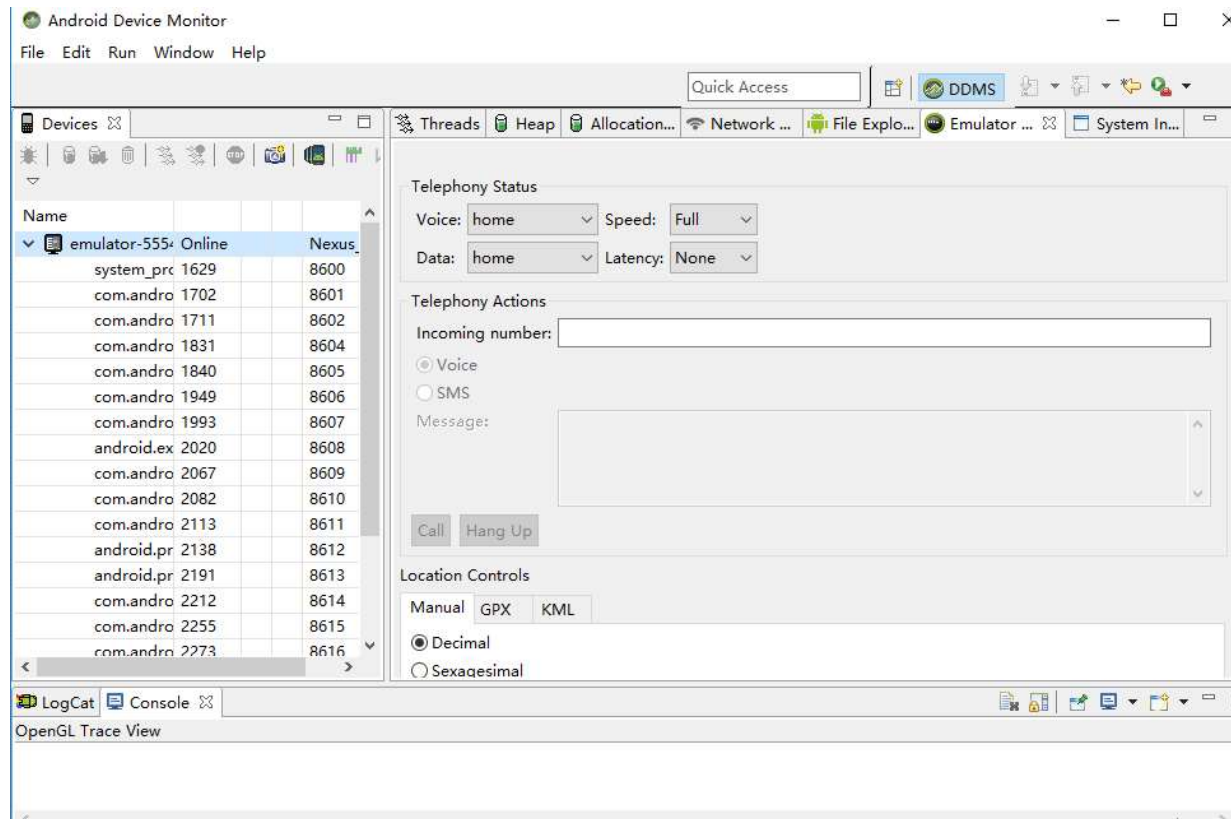 Android Device Monitor
File Edit Run Window Help
Quick Access DDMS
Devices Threads Heap Allocation... Network ... File Explo... Emulator ... System In...
Telephony Status
Name
Voice: home Speed: Full
emulator-555 Online Nexus_
Data: home Latency: None
system_pro 1629 8600
com.andro 1702 8601
Telephony Actions
com.andro 1711 8602
Incoming number:
com.andro 1831 8604
Voice
com.andro 1840 8605
SMS
com.andro 1949 8606
Message:
com.andro 1993 8607
android.ex 2020 8608
com.andro 2067 8609
com.andro 2082 8610
com.andro 2113 8611
Call Hang Up
android.pr 2138 8612
android.pr 2191 8613
Location Controls
com.andro 2212 8614
Manual GPX KML
com.andro 2255 8615
Decimal
com.andro 2273 8616
Sexagesimal
LogCat Console
OpenGL Trace View